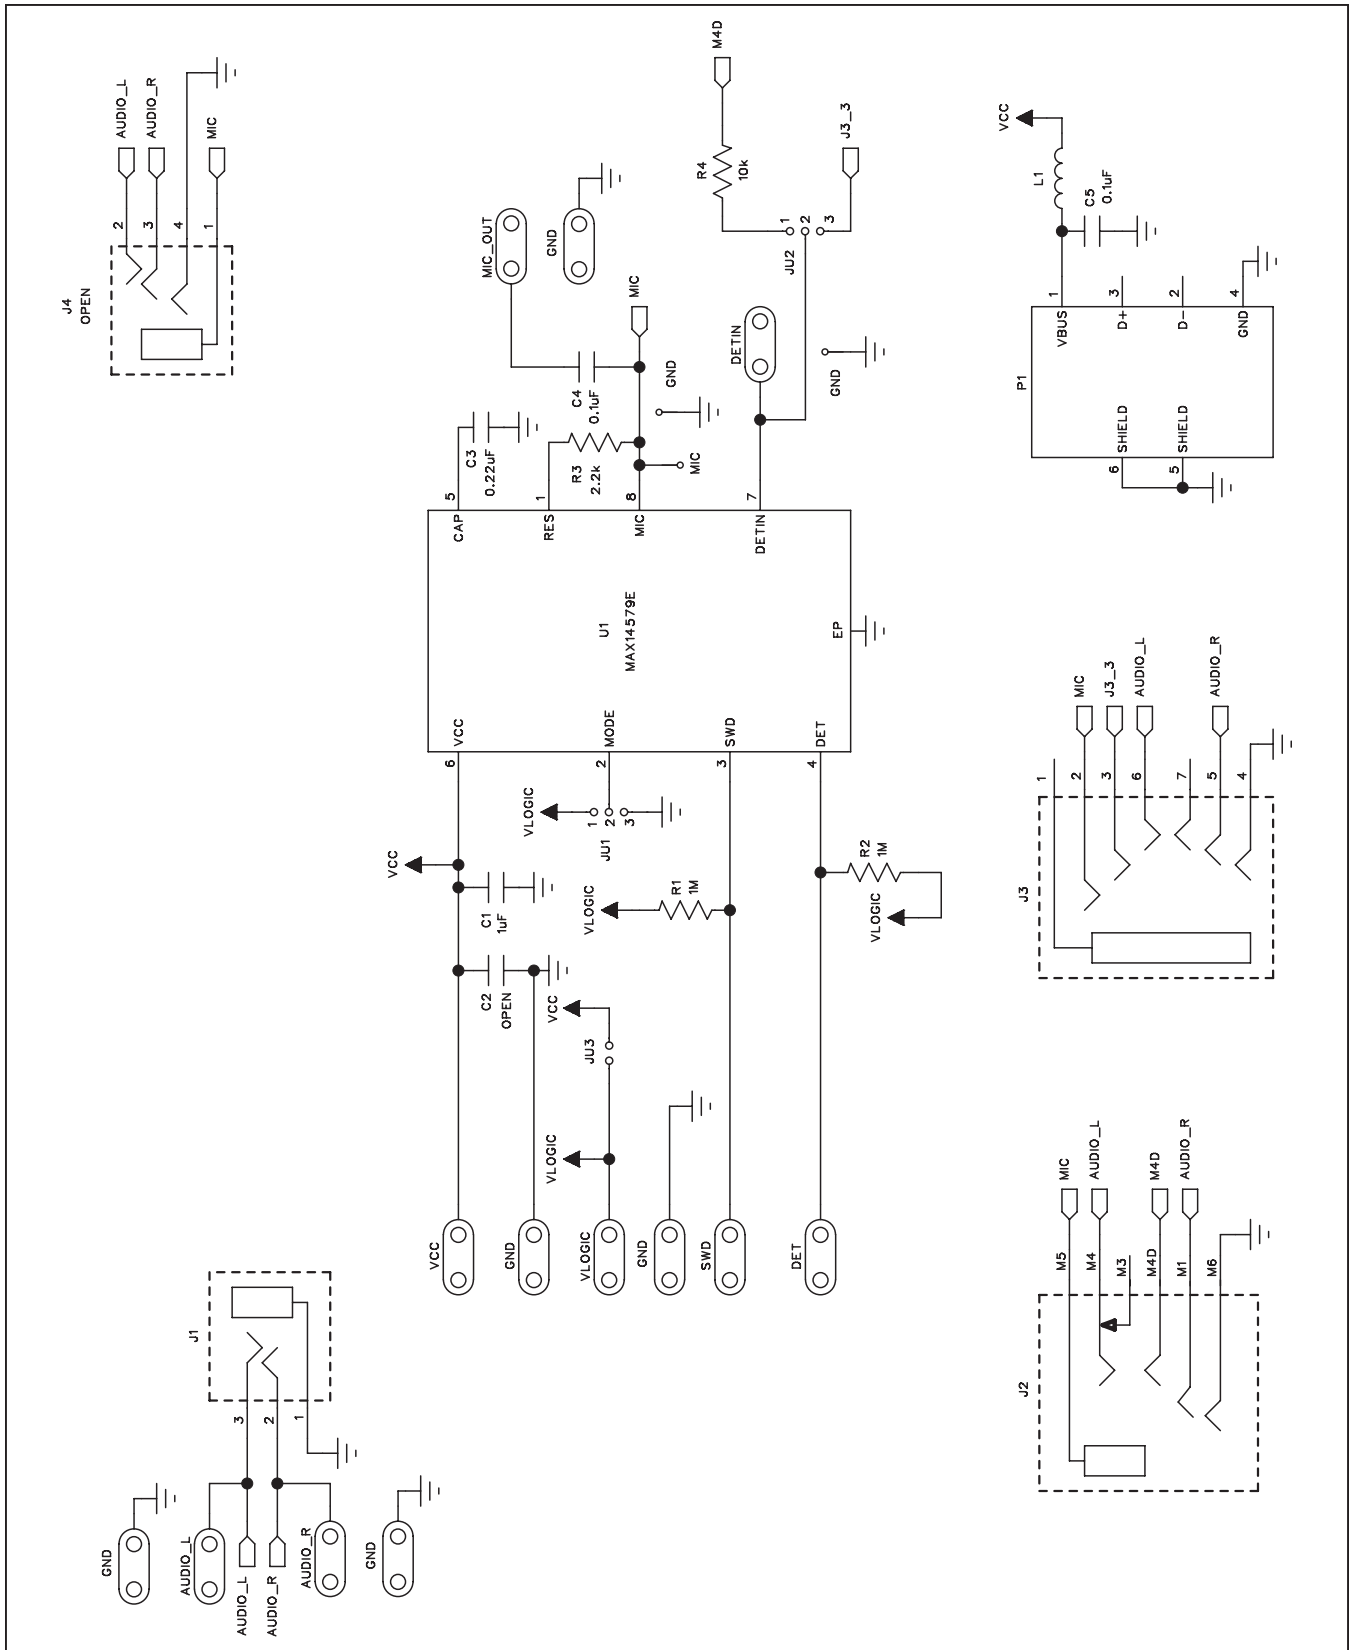 GND
AUDIO_L
AUDIO_L
AUDIO_R
AUDIO_R
GND
J1
3
2
1
J4
OPEN
2
AUDIO_L
3
AUDIO_R
4
1
MIC
VCC
GND
VLOGIC
GND
SWD
DET
VCC
C2
OPEN
C1
1uF
VCC
VLOGIC
JU3
VLOGIC
JU1
1
2
3
VLOGIC
R1
1M
VLOGIC
R2
1M
6
VCC
2
MODE
3
SWD
4
DET
U1
MAX14579E
EP
CAP
5
RES
1
MIC
8
DETIN
7
C3
0.22uF
R3
2.2k
C4
0.1uF
MIC_OUT
GND
MIC
MIC
GND
DETIN
GND
JU2
1
2
3
R4
10k
M4D
J3_3
J2
M5
MIC
M4
AUDIO_L
M3
M4D
M4D
M1
AUDIO_R
M6
J3
1
2
MIC
3
J3_3
6
AUDIO_L
7
5
AUDIO_R
4
P1
6
SHIELD
5
SHIELD
VBUS
1
D+
3
D-
2
GND
4
L1
VCC
C5
0.1uF